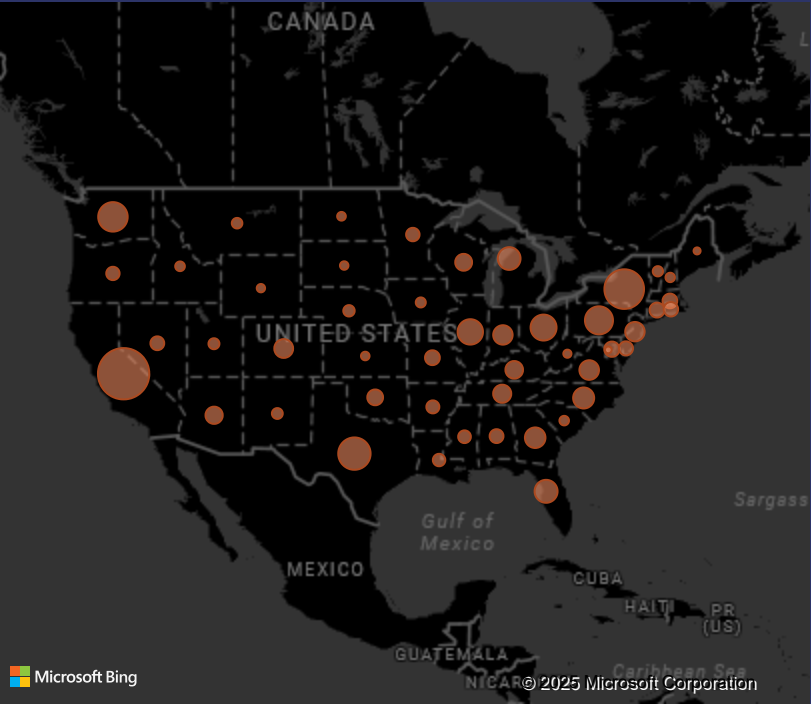 CANADA
UNITED STATES
Sargass
Gulf of
Mexico
MEXICO
CUBA
HAITI
PR
(US)
GUATEMALA
Caribbean Sea
NICAR
Microsoft Bing
© 2025 Microsoft Corporation